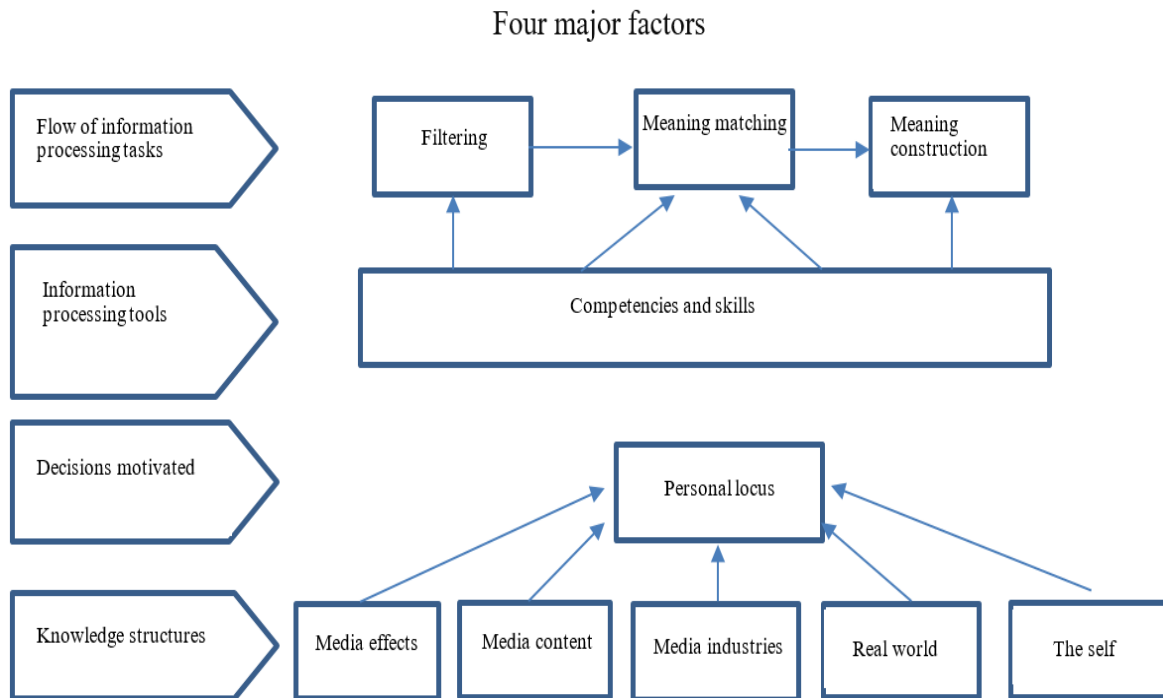 Four major factors
Flow of information
processing tasks
Filtering
Meaning matching
Meaning
construction
Information
processing tools
Competencies and skills
Decisions motivated
Personal locus
Knowledge structures
Media effects
Media content
Media industries
Real world
The self